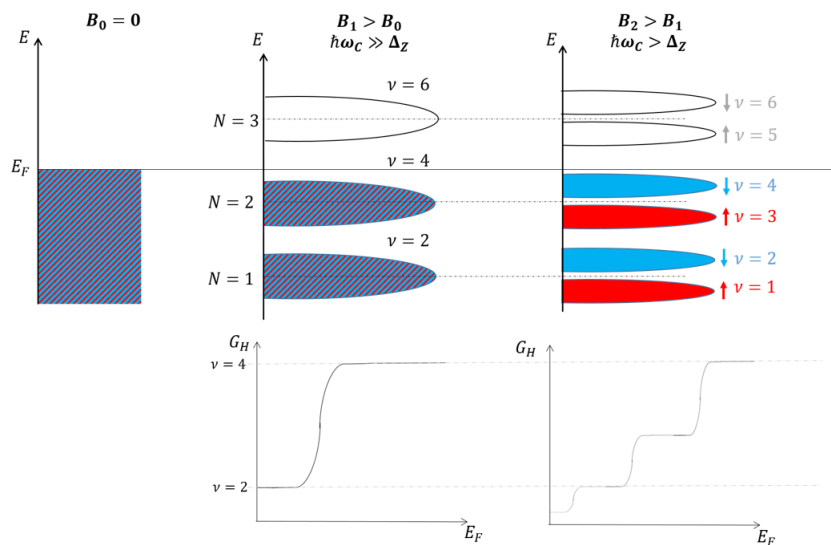 B₀ = 0
E
E_F
B₁ > B₀
ℏω_C ≫ Δ_Z
E
ν = 6
N = 3
ν = 4
N = 2
ν = 2
N = 1
B₂ > B₁
ℏω_C > Δ_Z
E
↓ ν = 6
↑ ν = 5
↓ ν = 4
↑ ν = 3
↓ ν = 2
↑ ν = 1
G_H
ν = 4
ν = 2
E_F
G_H
E_F